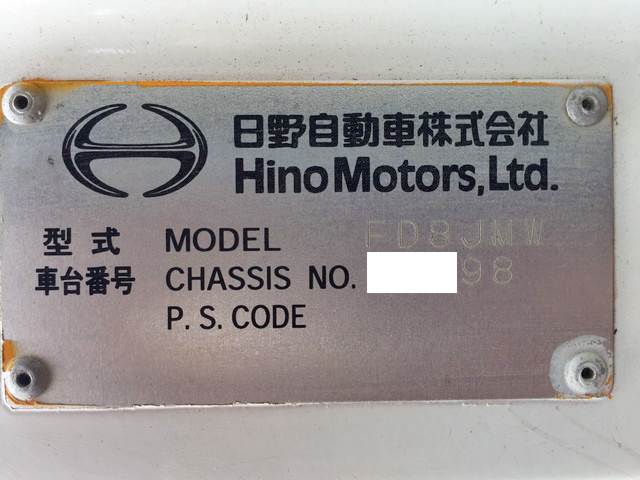 日野自動車株式会社
Hino Motors, Ltd.
型式 MODEL FD8JMW
車台番号 CHASSIS NO. 98
P. S. CODE